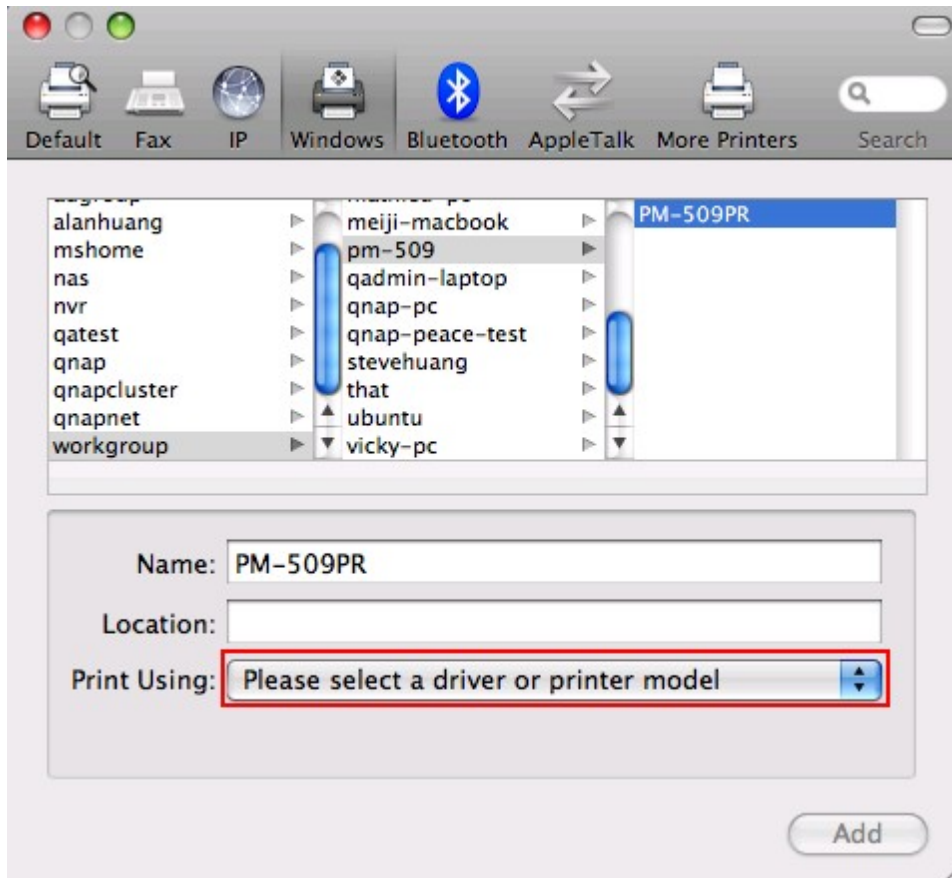 Default Fax IP Windows Bluetooth AppleTalk More Printers Search
alanhuang
mshome
nas
nvr
qatest
qnap
qnapcluster
qnapnet
workgroup
meiji-macbook
pm-509
qadmin-laptop
qnap-pc
qnap-peace-test
stevehuang
that
ubuntu
vicky-pc
PM-509PR
Name: PM-509PR
Location:
Print Using: Please select a driver or printer model
Add